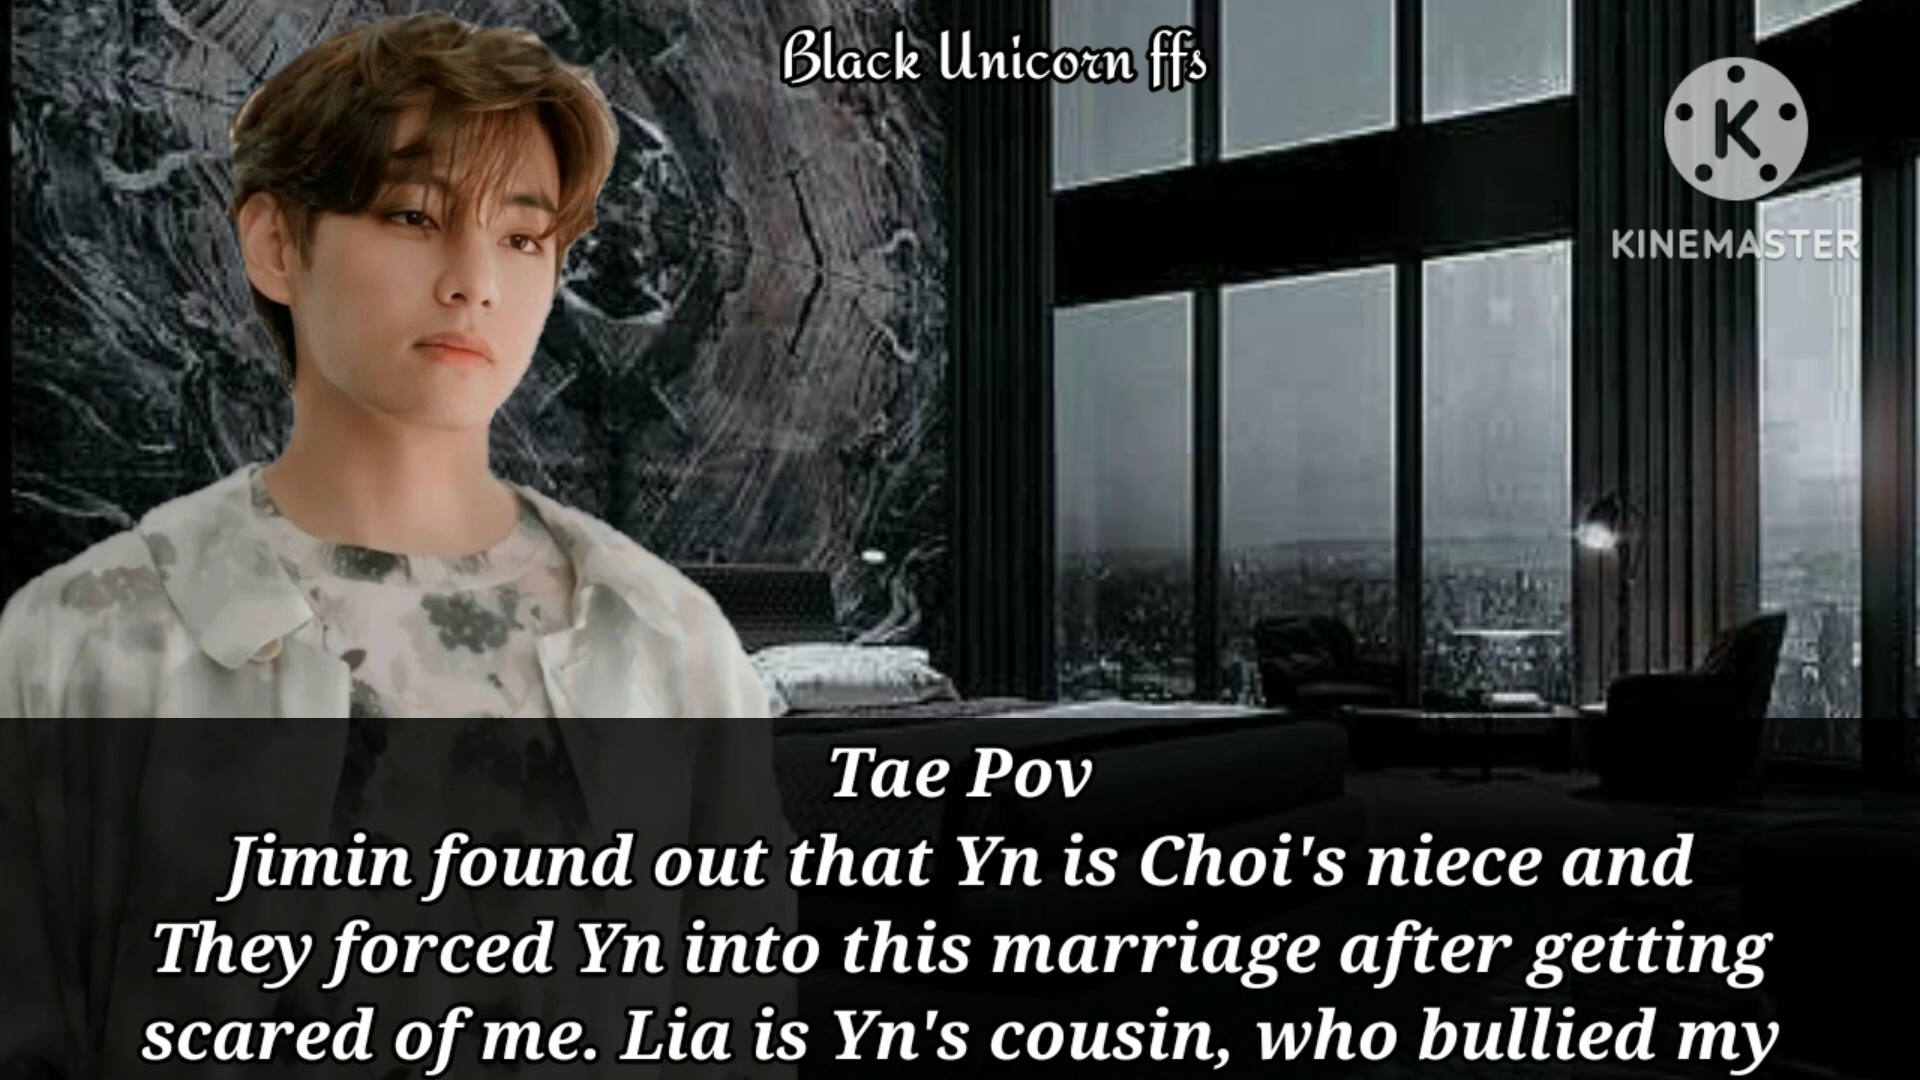 Black Unicorn ffs
K
KINEMASTER
Tae Pov
Jimin found out that Yn is Choi's niece and
They forced Yn into this marriage after getting
scared of me. Lia is Yn's cousin, who bullied my